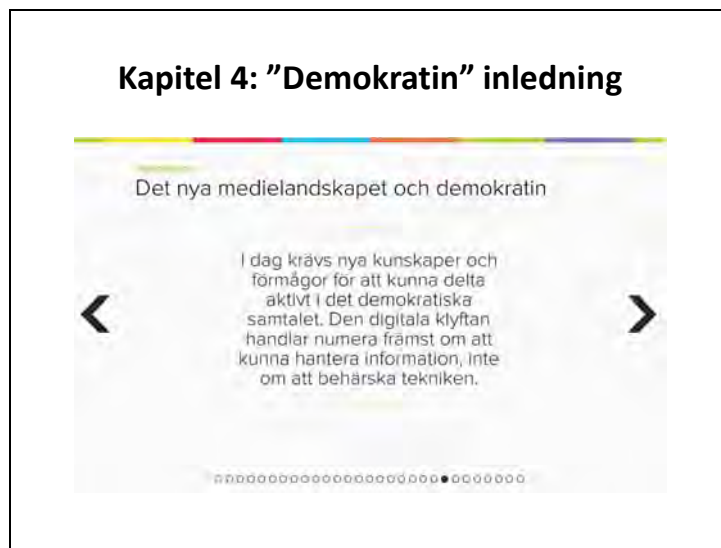 Kapitel 4: ”Demokratin” inledning
Det nya medielandskapet och demokratin
I dag krävs nya kunskaper och
förmågor för att kunna delta
aktivt i det demokratiska
samtalet. Den digitala klyftan
handlar numera främst om att
kunna hantera information, inte
om att behärska tekniken.